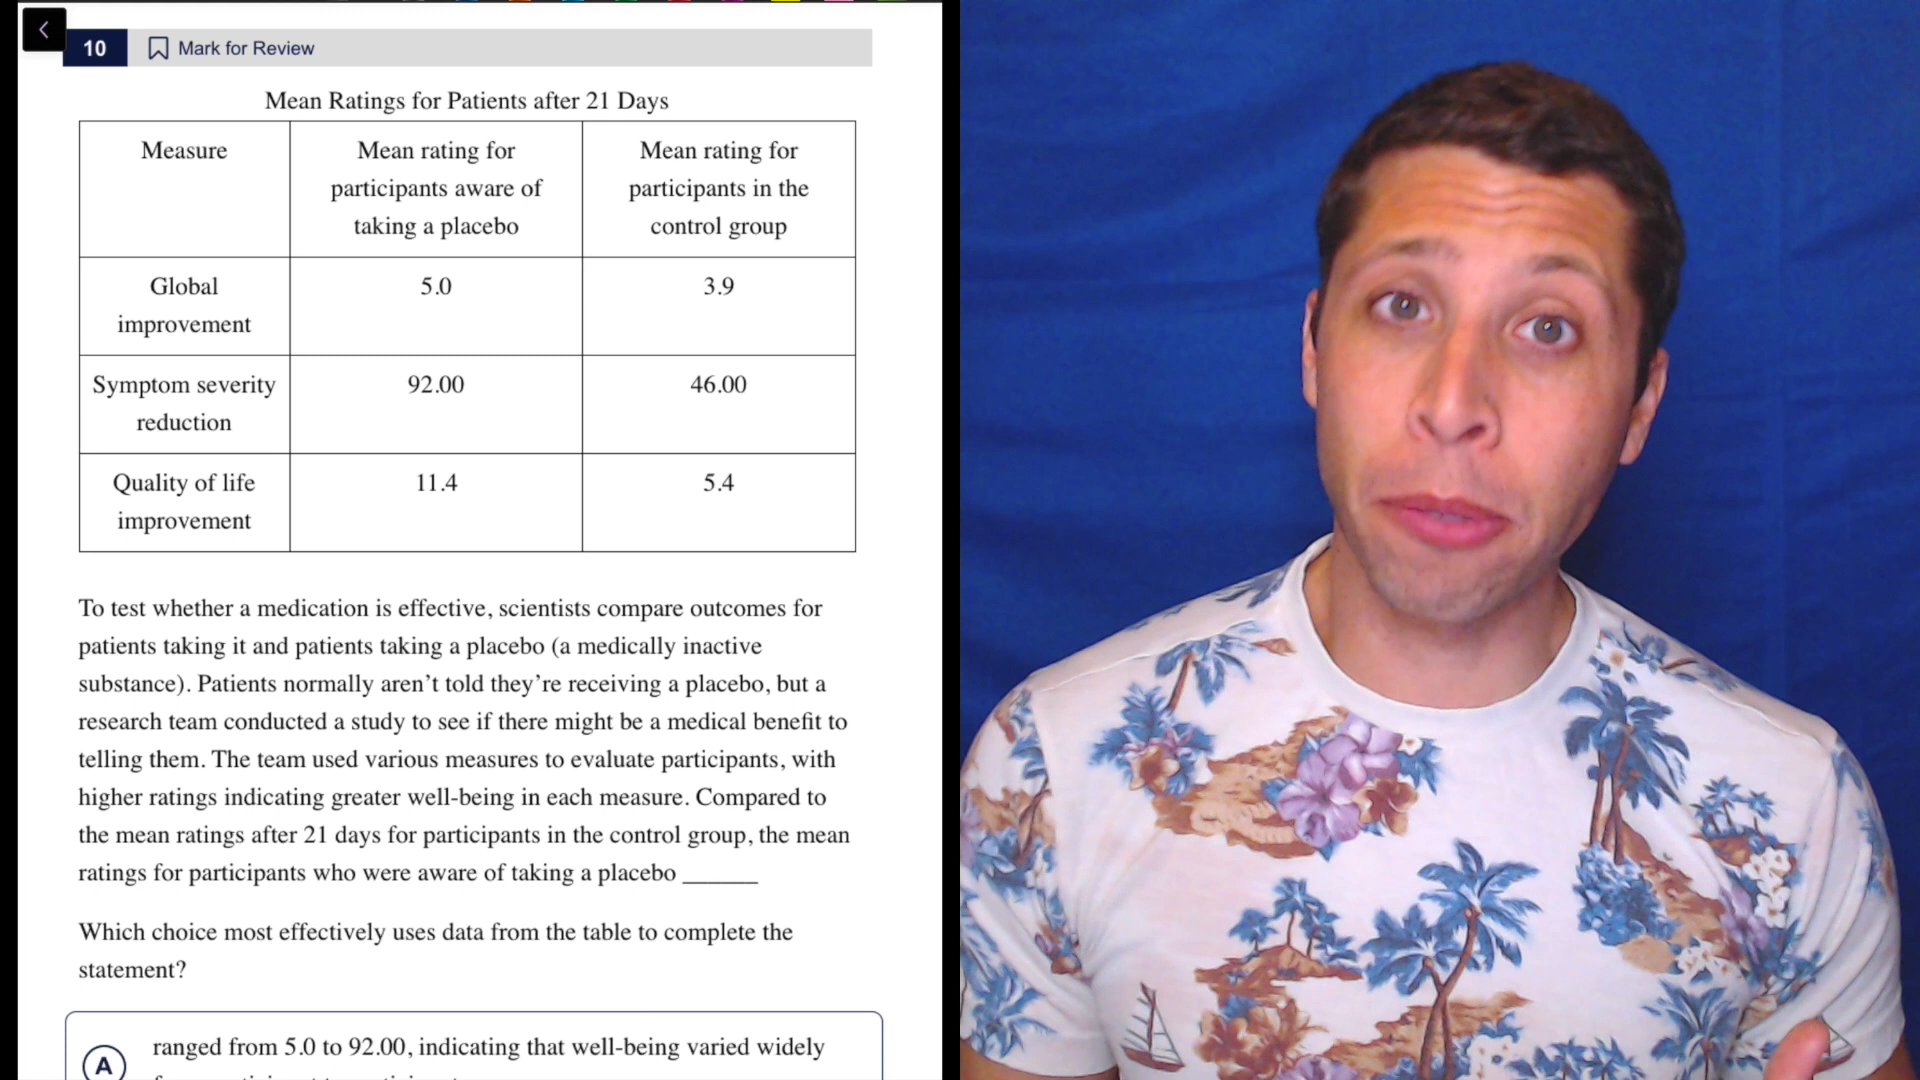 10 Mark for Review
Mean Ratings for Patients after 21 Days
Measure
Mean rating for
participants aware of
taking a placebo
Mean rating for
participants in the
control group
Global
improvement
5.0
3.9
Symptom severity
reduction
92.00
46.00
Quality of life
improvement
11.4
5.4
To test whether a medication is effective, scientists compare outcomes for
patients taking it and patients taking a placebo (a medically inactive
substance). Patients normally aren’t told they’re receiving a placebo, but a
research team conducted a study to see if there might be a medical benefit to
telling them. The team used various measures to evaluate participants, with
higher ratings indicating greater well-being in each measure. Compared to
the mean ratings after 21 days for participants in the control group, the mean
ratings for participants who were aware of taking a placebo ______
Which choice most effectively uses data from the table to complete the
statement?
A
ranged from 5.0 to 92.00, indicating that well-being varied widely